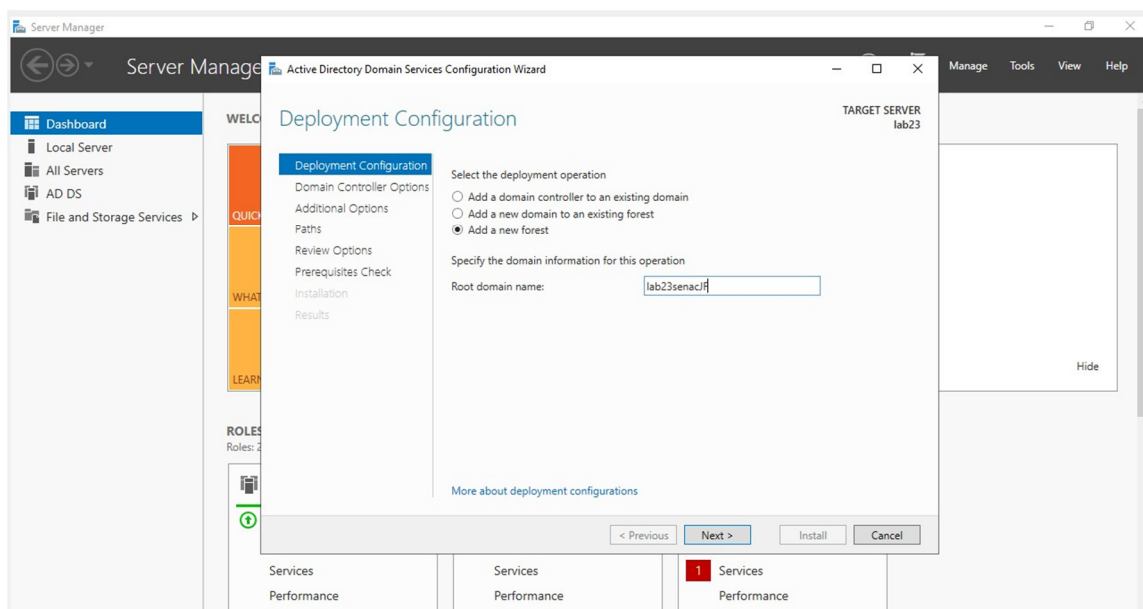 Server Manager
Server Manage
Manage Tools View Help
Dashboard
Local Server
All Servers
AD DS
File and Storage Services
WELC
QUICK
WHAT
LEARN
Hide
ROLES
Roles: 2
Active Directory Domain Services Configuration Wizard
Deployment Configuration
TARGET SERVER
lab23
Deployment Configuration
Domain Controller Options
Additional Options
Paths
Review Options
Prerequisites Check
Installation
Results
Select the deployment operation
Add a domain controller to an existing domain
Add a new domain to an existing forest
Add a new forest
Specify the domain information for this operation
Root domain name: lab23senacJF
More about deployment configurations
< Previous Next > Install Cancel
Services Services 1 Services
Performance Performance Performance